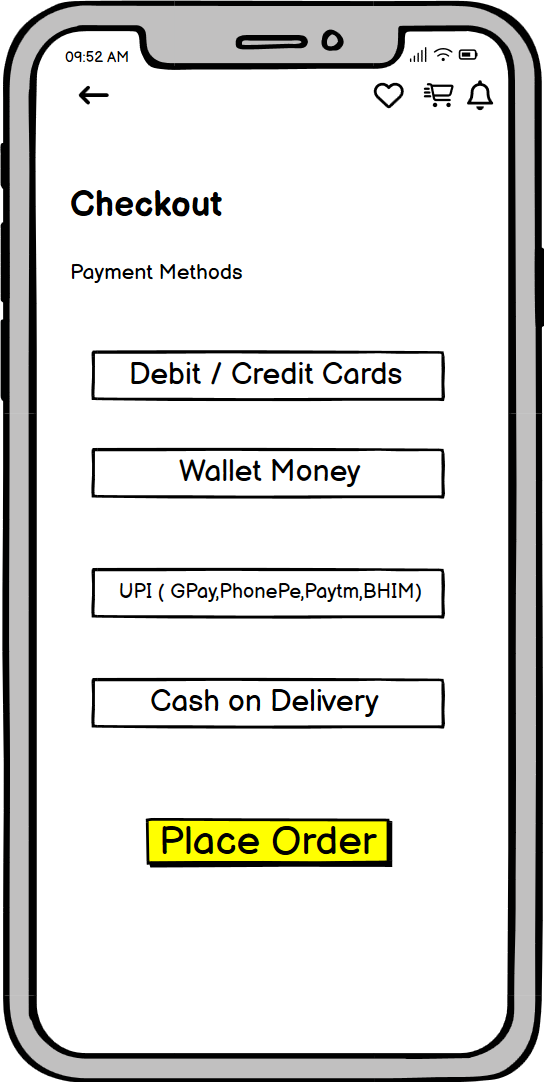 09:52 AM
Checkout
Payment Methods
Debit / Credit Cards
Wallet Money
UPI ( GPay,PhonePe,Paytm,BHIM)
Cash on Delivery
Place Order